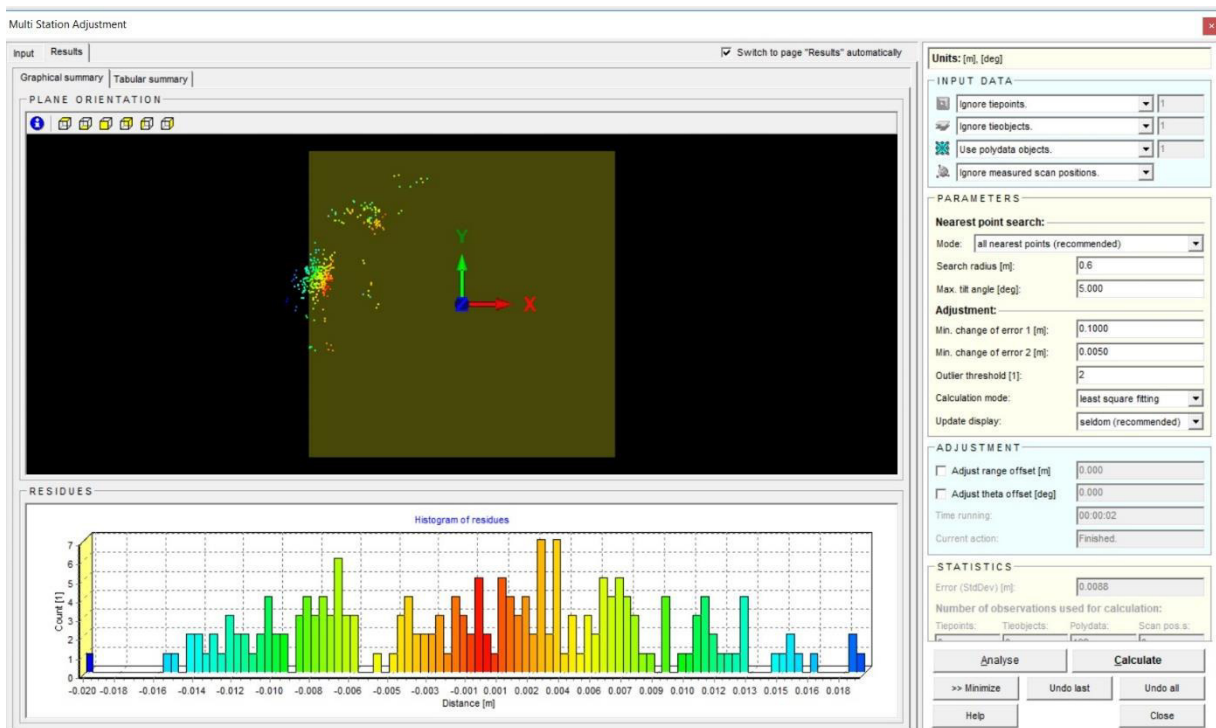 Multi Station Adjustment
Input Results
Switch to page "Results" automatically
Graphical summary Tabular summary
PLANE ORIENTATION
Y
X
RESIDUES
Histogram of residues
Count [1]
7
6
5
4
3
2
1
0
-0.020 -0.018 -0.016 -0.014 -0.012 -0.010 -0.008 -0.006 -0.005 -0.003 -0.001 0.001 0.002 0.004 0.006 0.007 0.009 0.010 0.012 0.013 0.015 0.016 0.018
Distance [m]
Units: [m], [deg]
INPUT DATA
Ignore tiepoints. 1
Ignore tieobjects. 1
Use polydata objects. 1
Ignore measured scan positions.
PARAMETERS
Nearest point search:
Mode: all nearest points (recommended)
Search radius [m]: 0.6
Max. tilt angle [deg]: 5.000
Adjustment:
Min. change of error 1 [m]: 0.1000
Min. change of error 2 [m]: 0.0050
Outlier threshold [1]: 2
Calculation mode: least square fitting
Update display: seldom (recommended)
ADJUSTMENT
Adjust range offset [m] 0.000
Adjust theta offset [deg] 0.000
Time running: 00:00:02
Current action: Finished.
STATISTICS
Error (StdDev) [m]: 0.0088
Number of observations used for calculation:
Tiepoints: Tieobjects: Polydata: Scan pos.s:
Analyse Calculate
>> Minimize Undo last Undo all
Help Close